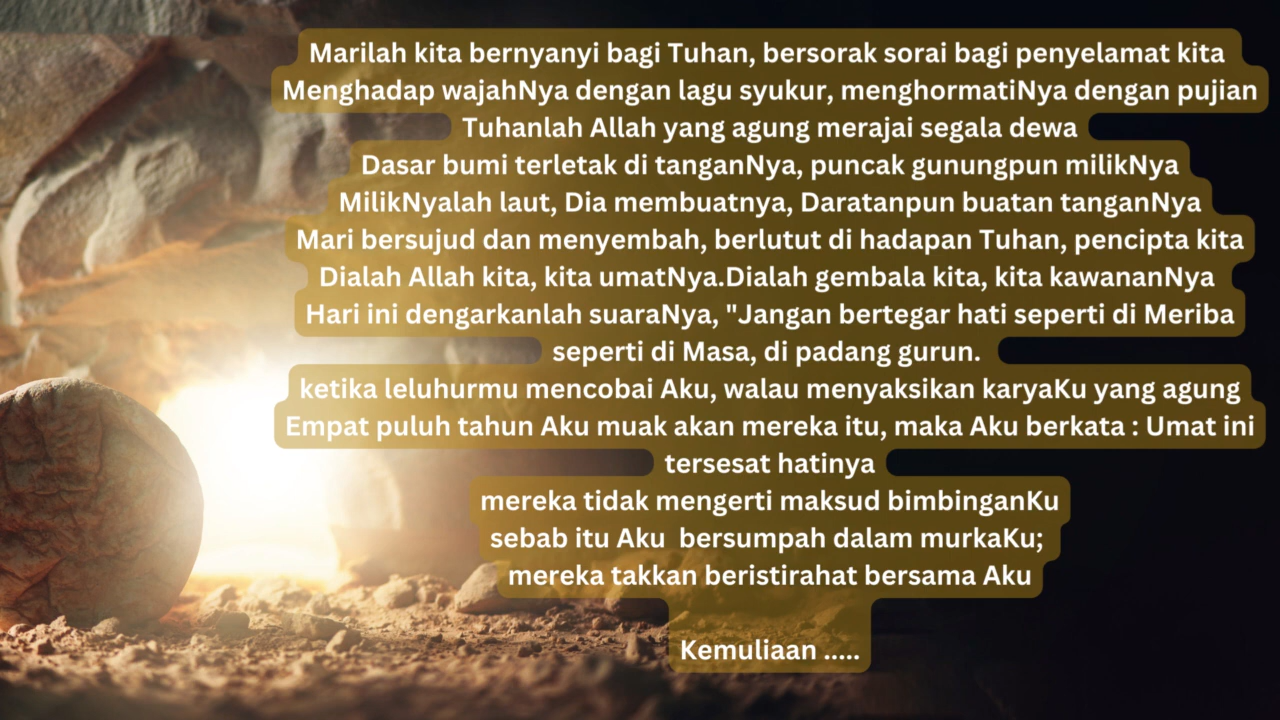 Marilah kita bernyanyi bagi Tuhan, bersorak sorai bagi penyelamat kita
Menghadap wajahNya dengan lagu syukur, menghormatiNya dengan pujian
Tuhanlah Allah yang agung merajai segala dewa
Dasar bumi terletak di tanganNya, puncak gunungpun milikNya
MilikNyalah laut, Dia membuatnya, Daratanpun buatan tanganNya
Mari bersujud dan menyembah, berlutut di hadapan Tuhan, pencipta kita
Dialah Allah kita, kita umatNya.Dialah gembala kita, kita kawananNya
Hari ini dengarkanlah suaraNya, "Jangan bertegar hati seperti di Meriba
seperti di Masa, di padang gurun.
ketika leluhurmu mencobai Aku, walau menyaksikan karyaKu yang agung
Empat puluh tahun Aku muak akan mereka itu, maka Aku berkata : Umat ini
tersesat hatinya
mereka tidak mengerti maksud bimbinganKu
sebab itu Aku  bersumpah dalam murkaKu;
mereka takkan beristirahat bersama Aku
Kemuliaan .....